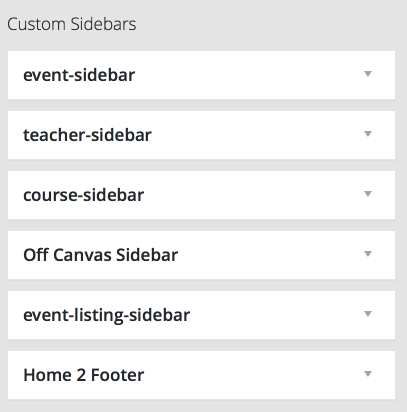 Custom Sidebars
event-sidebar
teacher-sidebar
course-sidebar
Off Canvas Sidebar
event-listing-sidebar
Home 2 Footer